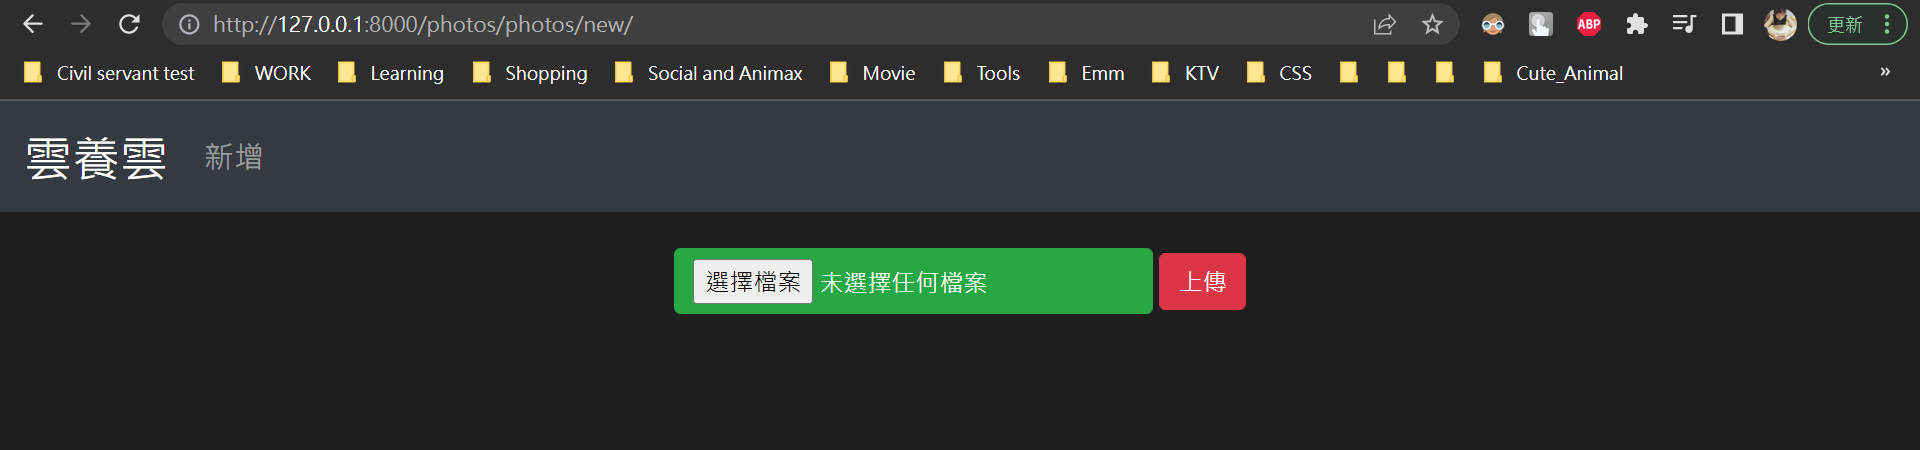 http://127.0.0.1:8000/photos/photos/new/ ABP 更新
Civil servant test WORK Learning Shopping Social and Animax Movie Tools Emm KTV CSS Cute_Animal »
雲養雲 新增
選擇檔案 未選擇任何檔案 上傳